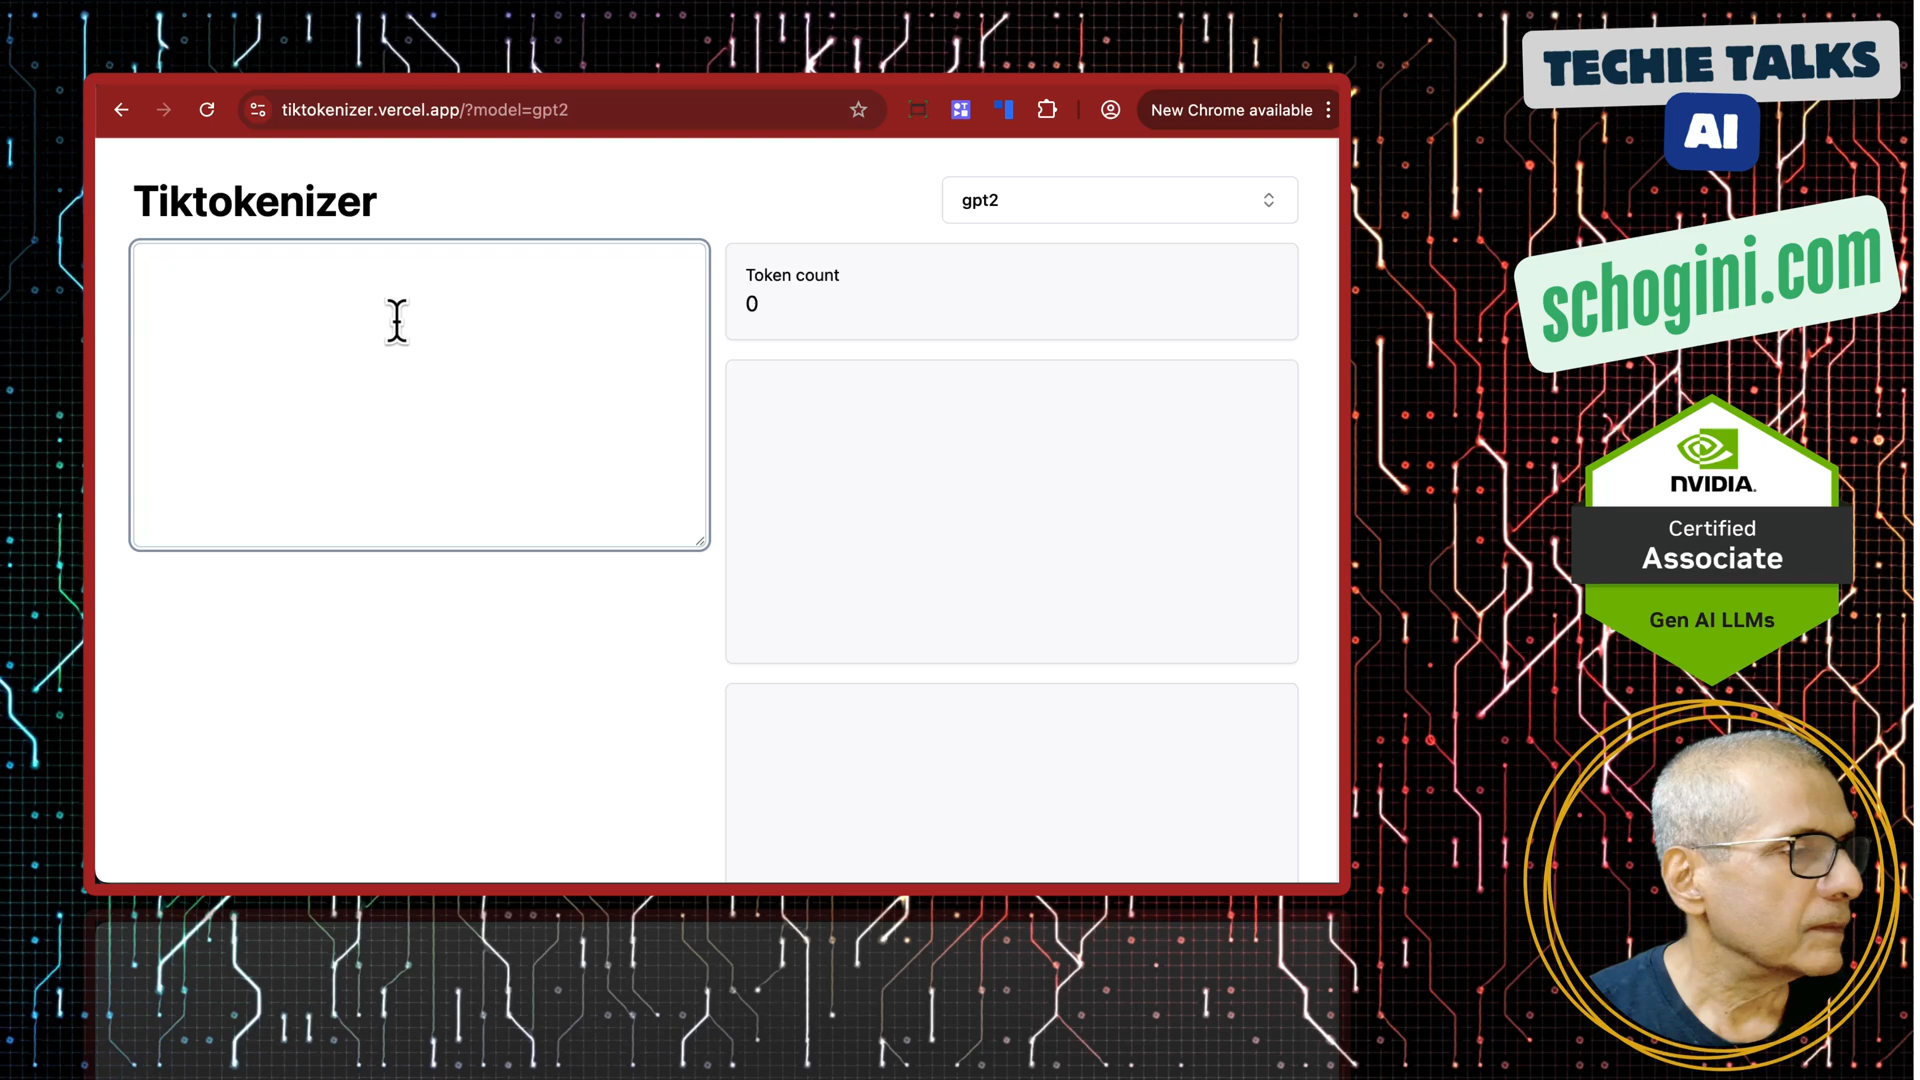 TECHIE TALKS
AI
tiktokenizer.vercel.app/?model=gpt2
New Chrome available
Tiktokenizer
gpt2
Token count
0
schogini.com
NVIDIA.
Certified
Associate
Gen AI LLMs